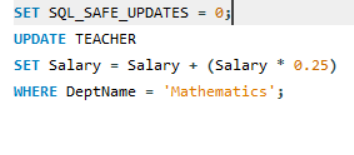 SET SQL_SAFE_UPDATES = 0;
UPDATE TEACHER
SET Salary = Salary + (Salary * 0.25)
WHERE DeptName = 'Mathematics';